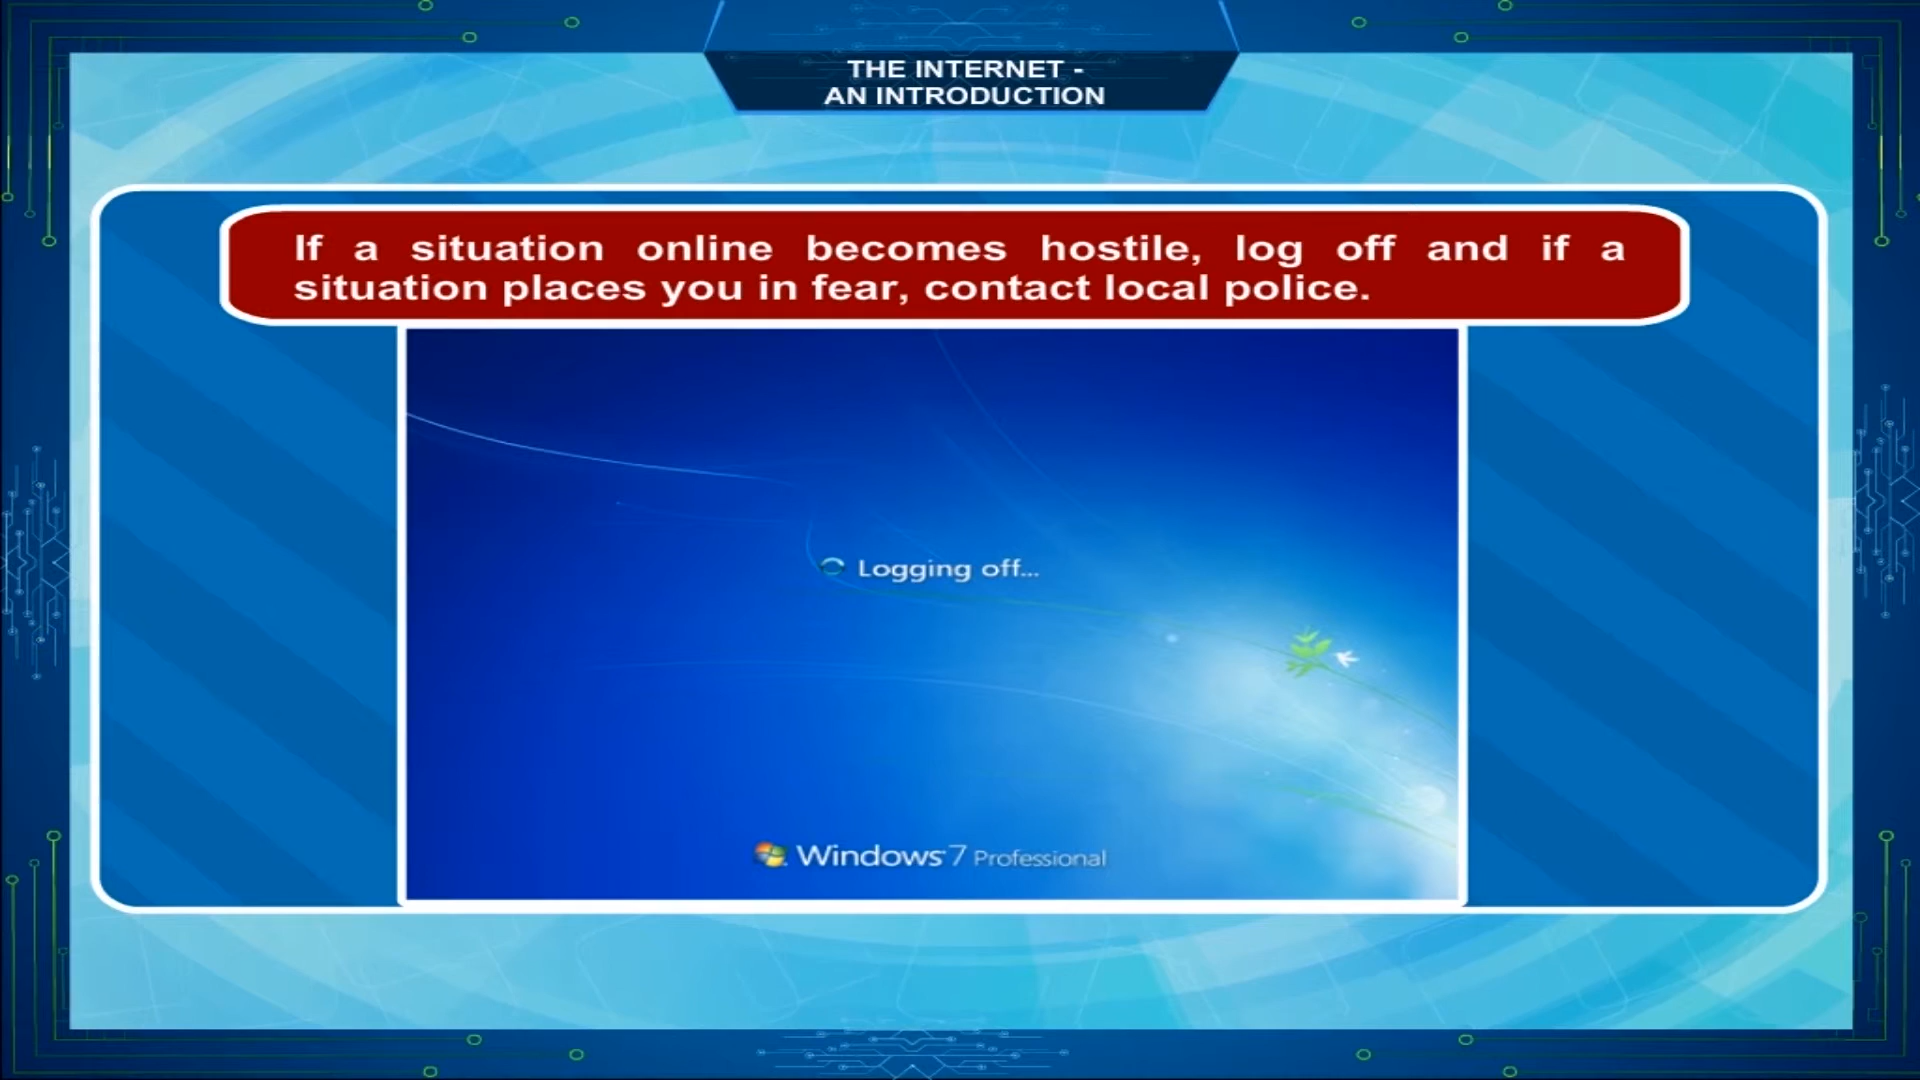 THE INTERNET -
AN INTRODUCTION
If a situation online becomes hostile, log off and if a
situation places you in fear, contact local police.
Logging off...
Windows 7 Professional